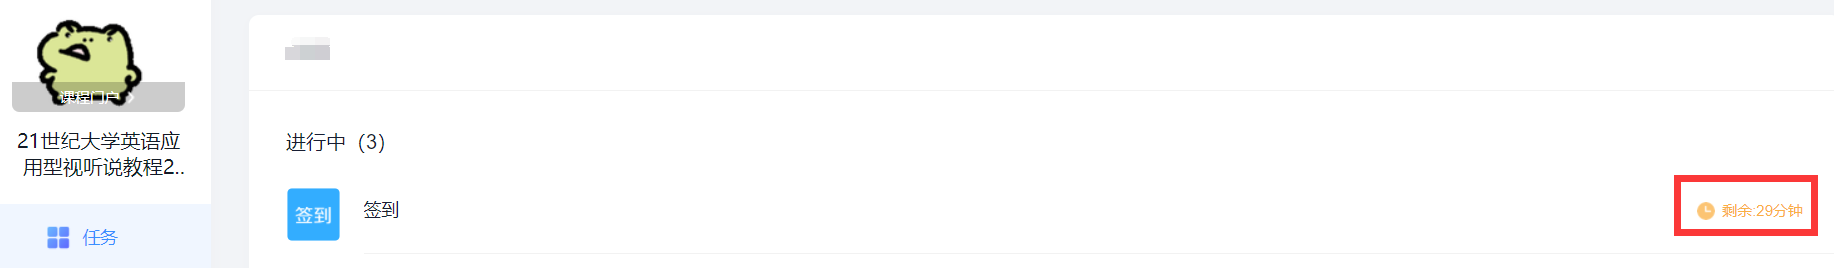 课程门户 >
21世纪大学英语应
用型视听说教程2..
任务
进行中（3）
签到
签到
剩余:29分钟